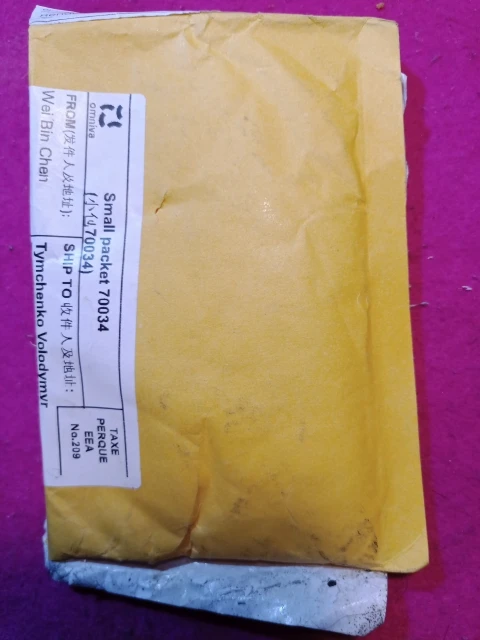 omniva
Small packet 70034
(小包70034)
TAXE
PERQUE
EEA
No.209
FROM(发件人及地址):
Wei Bin Chen
SHIP TO 收件人及地址:
Tymchenko Volodymyr